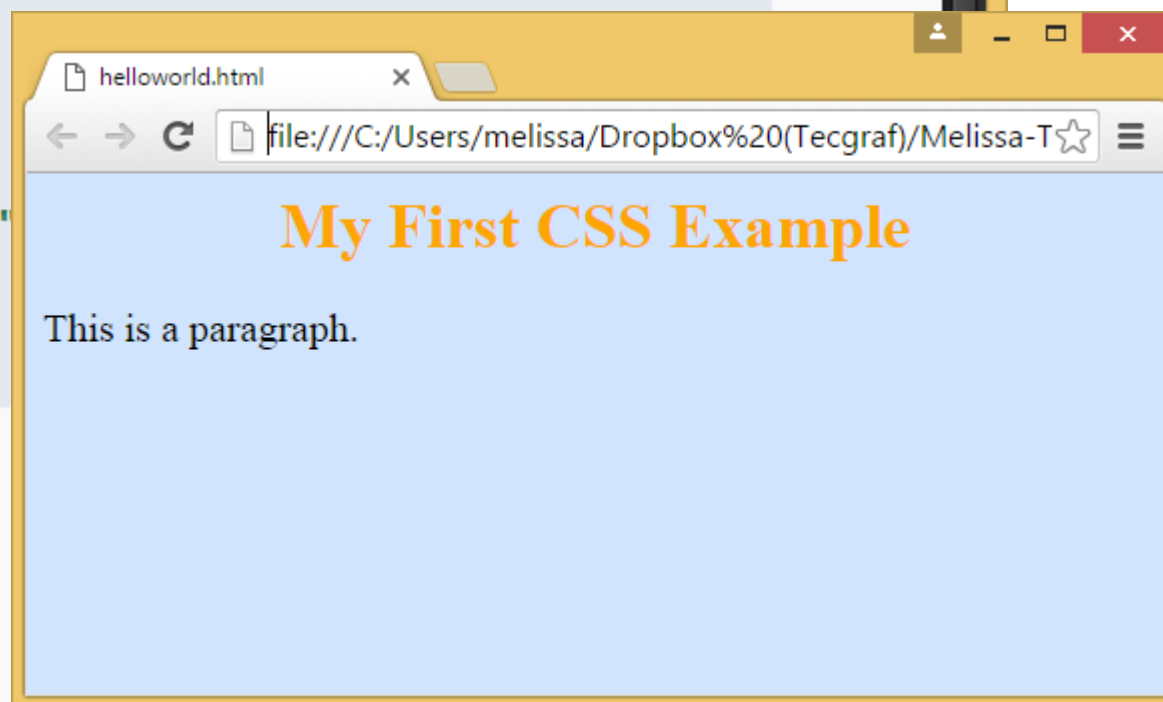 helloworld.html
file:///C:/Users/melissa/Dropbox%20(Tecgraf)/Melissa-T
"
My First CSS Example
This is a paragraph.